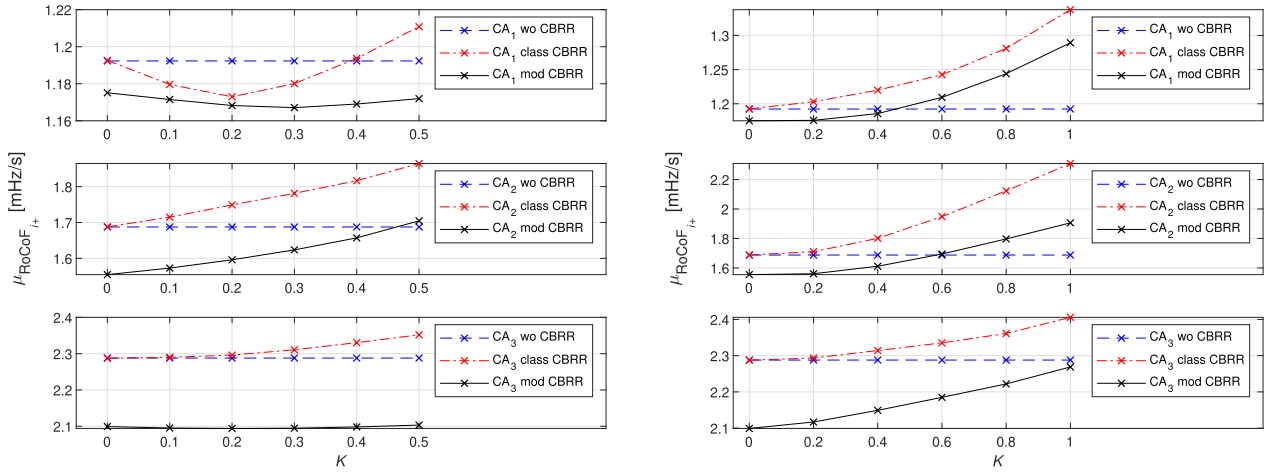 1.22
1.2
1.18
1.16
0 0.1 0.2 0.3 0.4 0.5
CA1 wo CBRR
CA1 class CBRR
CA1 mod CBRR
1.8
1.7
1.6
0 0.1 0.2 0.3 0.4 0.5
CA2 wo CBRR
CA2 class CBRR
CA2 mod CBRR
μRoCoFi+ [mHz/s]
2.4
2.3
2.2
2.1
0 0.1 0.2 0.3 0.4 0.5
CA3 wo CBRR
CA3 class CBRR
CA3 mod CBRR
K
1.3
1.25
1.2
0 0.2 0.4 0.6 0.8 1
CA1 wo CBRR
CA1 class CBRR
CA1 mod CBRR
2.2
2
1.8
1.6
0 0.2 0.4 0.6 0.8 1
CA2 wo CBRR
CA2 class CBRR
CA2 mod CBRR
μRoCoFi+ [mHz/s]
2.4
2.3
2.2
2.1
0 0.2 0.4 0.6 0.8 1
CA3 wo CBRR
CA3 class CBRR
CA3 mod CBRR
K